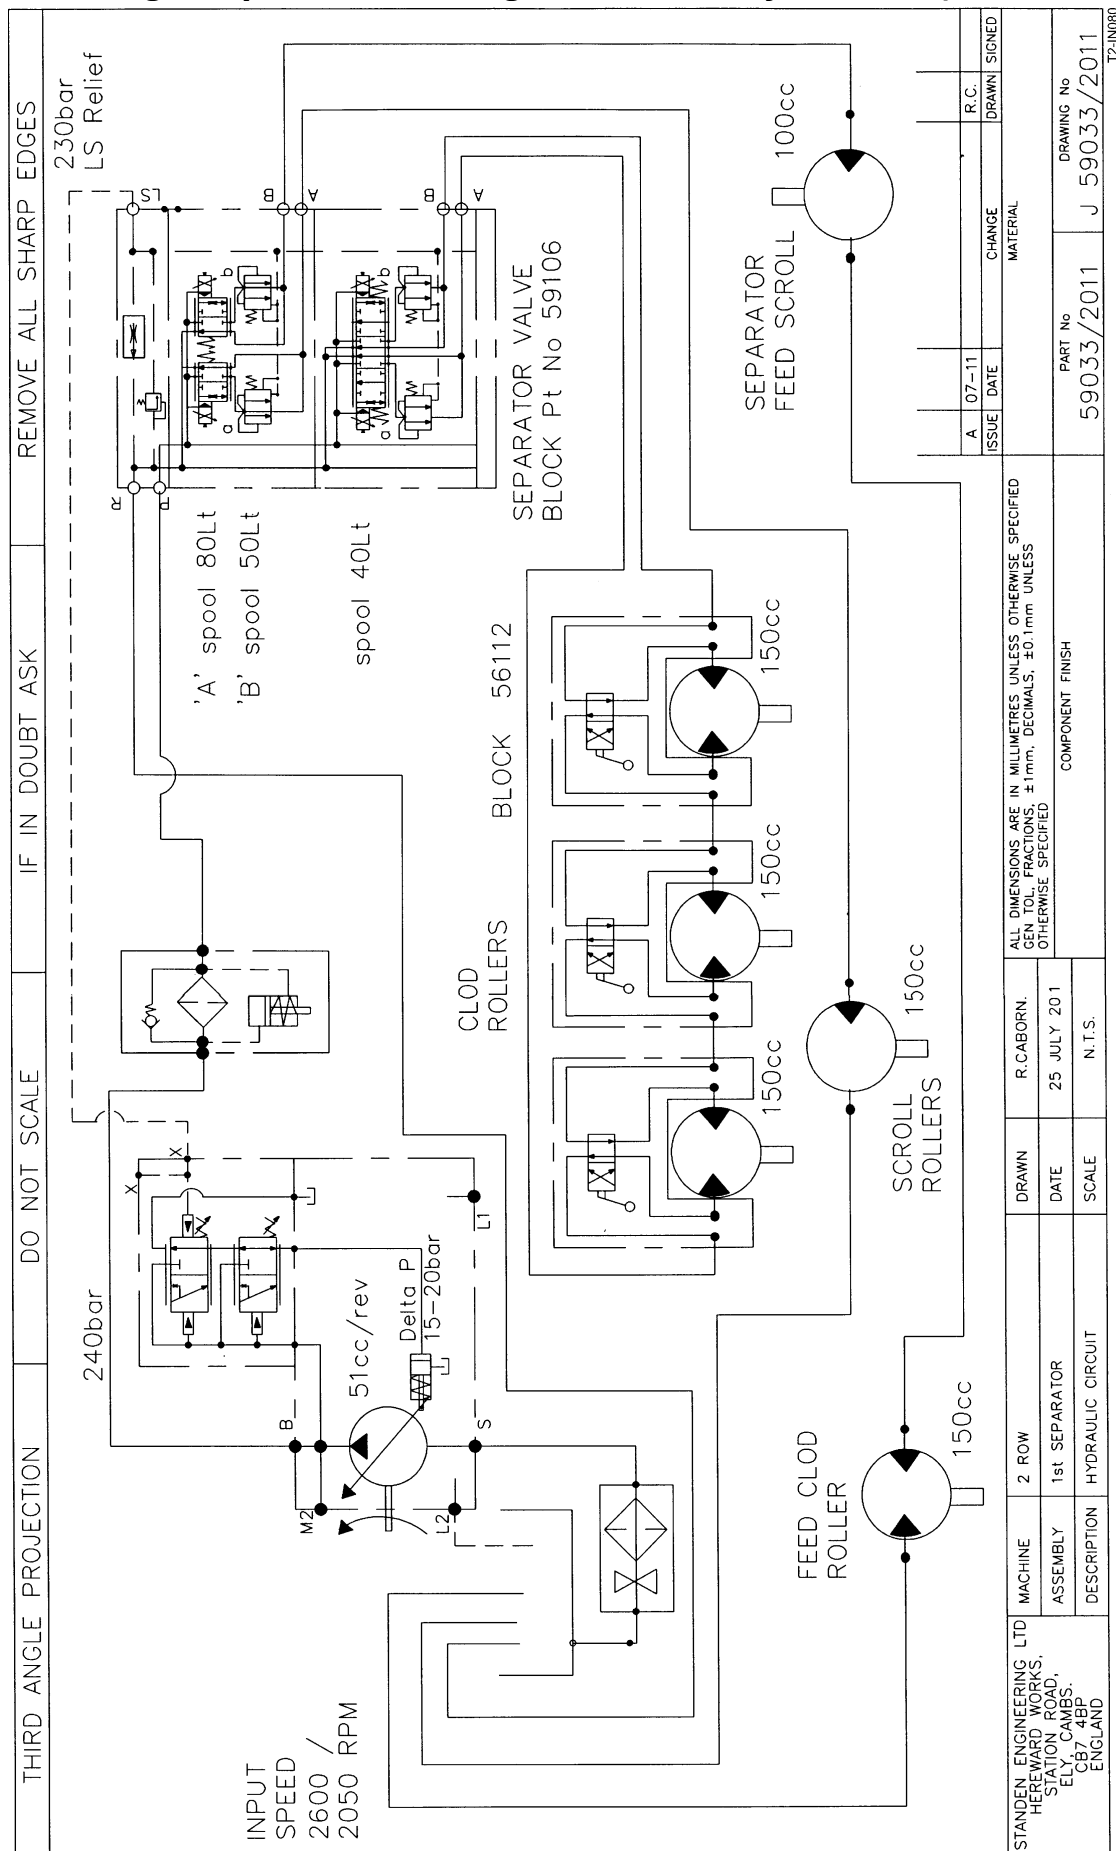 THIRD ANGLE PROJECTION
DO NOT SCALE
IF IN DOUBT ASK
REMOVE ALL SHARP EDGES
230bar
LS Relief
240bar
INPUT
SPEED
2600 /
2050 RPM
M2
B
L2
S
51cc/rev
Delta P
15-20bar
X
X
L1
R
P
LS
B
A
B
A
a
b
a
b
'A' spool 80Lt
'B' spool 50Lt
spool 40Lt
SEPARATOR VALVE
BLOCK Pt No 59106
CLOD
ROLLERS
BLOCK 56112
150cc
150cc
150cc
SEPARATOR
FEED SCROLL
100cc
SCROLL
ROLLERS
150cc
FEED CLOD
ROLLER
150cc
STANDEN ENGINEERING LTD
HEREWARD WORKS,
STATION ROAD,
ELY, CAMBS.
CB7 4BP
ENGLAND
MACHINE
2 ROW
ASSEMBLY
1st SEPARATOR
DESCRIPTION
HYDRAULIC CIRCUIT
DRAWN
R.CABORN.
DATE
25 JULY 201
SCALE
N.T.S.
ALL DIMENSIONS ARE IN MILLIMETRES UNLESS OTHERWISE SPECIFIED
GEN TOL, FRACTIONS, ±1mm, DECIMALS, ±0.1mm UNLESS
OTHERWISE SPECIFIED
COMPONENT FINISH
A
07-11
R.C.
ISSUE
DATE
CHANGE
DRAWN
SIGNED
MATERIAL
PART No
59033/2011
DRAWING No
J 59033/2011
T2-IN080